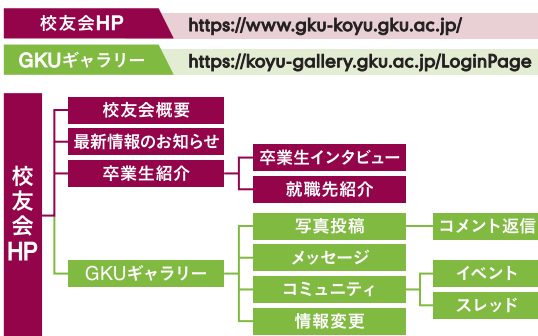 校友会HP https://www.gku-koyu.gku.ac.jp/
GKUギャラリー https://koyu-gallery.gku.ac.jp/LoginPage
校友会HP
校友会概要
最新情報のお知らせ
卒業生紹介
卒業生インタビュー
就職先紹介
GKUギャラリー
写真投稿
コメント返信
メッセージ
コミュニティ
イベント
スレッド
情報変更